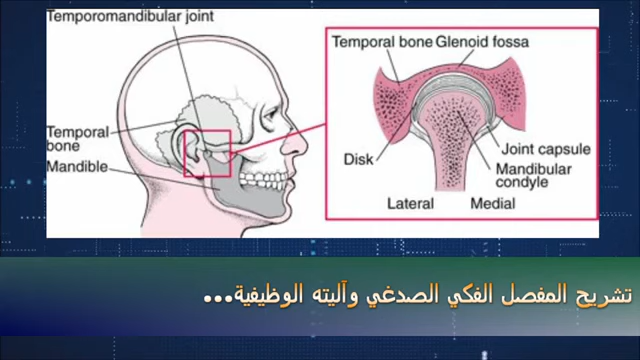 Temporomandibular joint
Temporal
bone
Mandible
Temporal bone Glenoid fossa
Disk
Joint capsule
Mandibular
condyle
Lateral Medial
تشريح المفصل الفكي الصدغي وآليته الوظيفية...